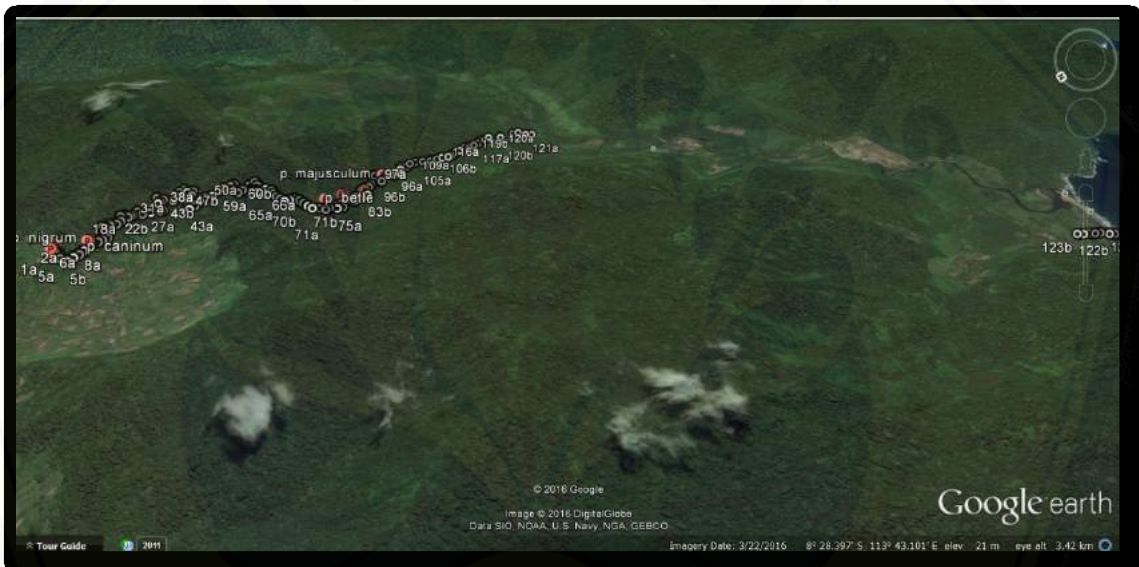 120a
119b
121a
116a
120b
117a
109a
106b
p. majusculum
97a
105a
96a
50a
38a
60b
96b
47b
p. betle
59a
66a
83b
43b
65a
22b
27a
70b
71b
75a
18a
43a
71a
nigrum
p. caninum
2a
123b
122b
6a
8a
1a
5a
5b
© 2016 Google
Image © 2016 DigitalGlobe
Data SIO, NOAA, U.S. Navy, NGA, GEBCO
Google earth
Tour Guide
2011
Imagery Date: 3/22/2016 8° 28.397' S 113° 43.101' E elev 21 m eye alt 3.42 km